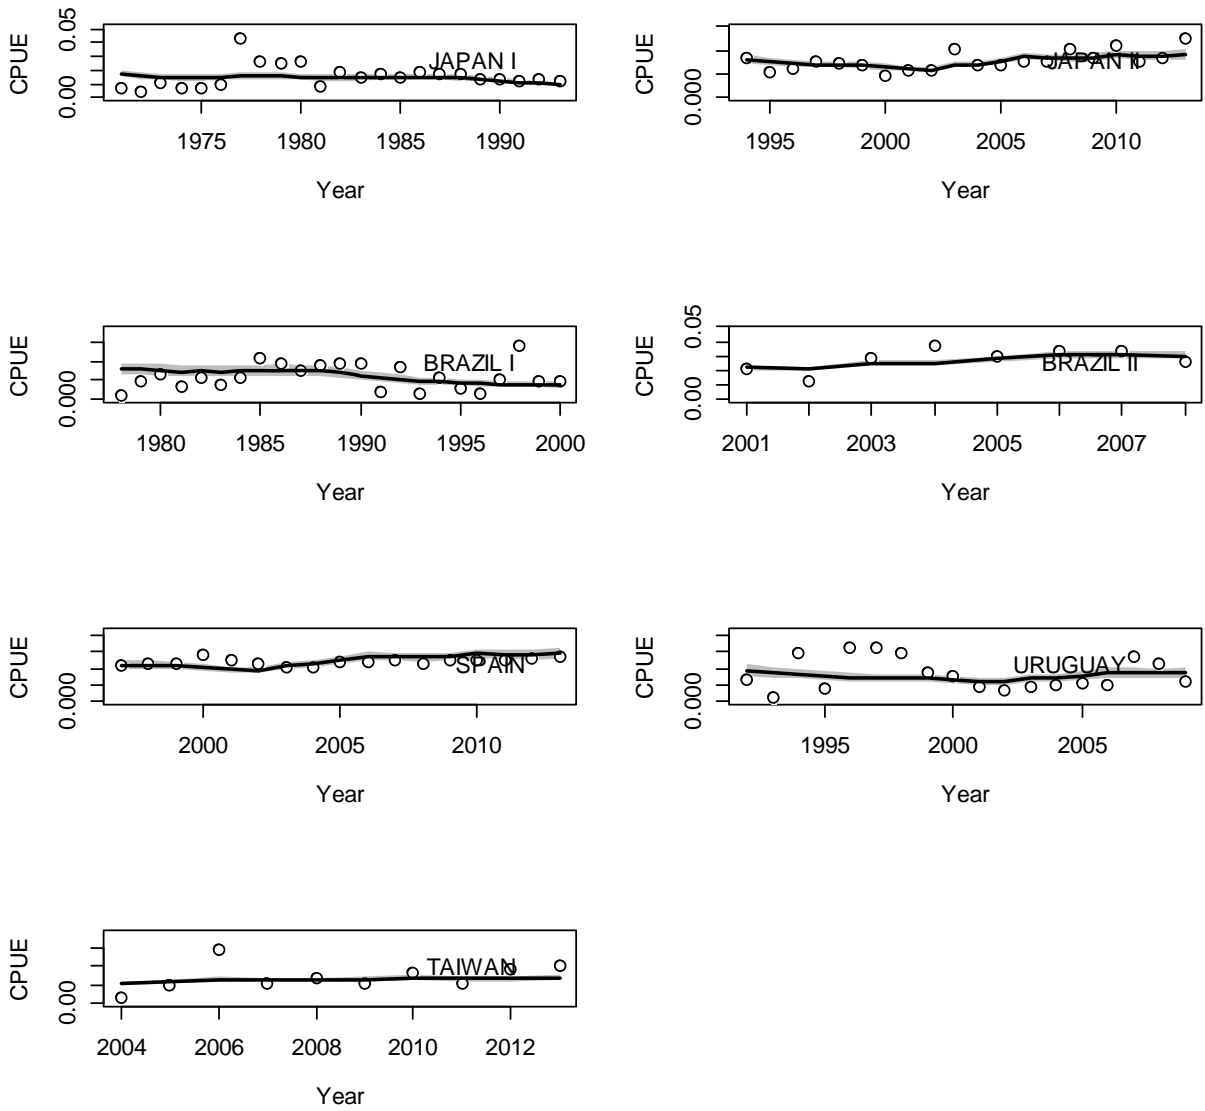 CPUE
0.00 0.05
JAPAN I
1975 1980 1985 1990
Year
CPUE
0.000
JAPAN II
1995 2000 2005 2010
Year
CPUE
0.000
BRAZIL I
1980 1985 1990 1995 2000
Year
CPUE
0.00 0.05
BRAZIL II
2001 2003 2005 2007
Year
CPUE
0.000
SPAIN
2000 2005 2010
Year
CPUE
0.000
URUGUAY
1995 2000 2005
Year
CPUE
0.00
TAIWAN
2004 2006 2008 2010 2012
Year